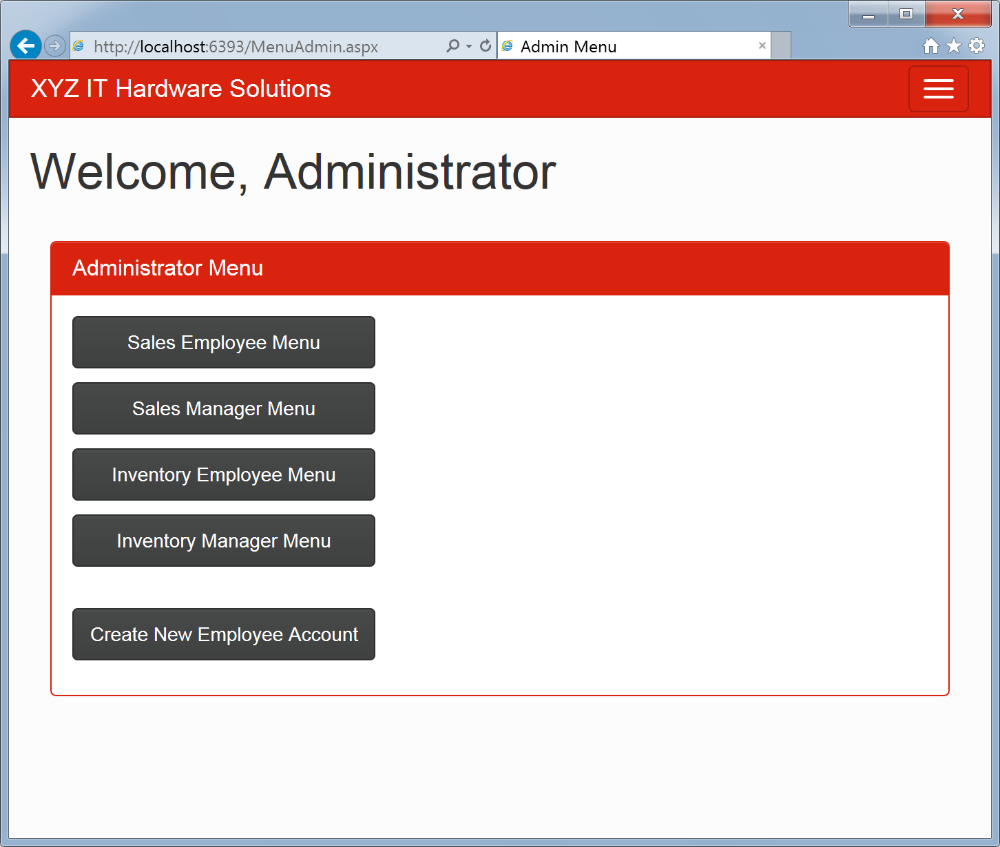 http://localhost:6393/MenuAdmin.aspx
Admin Menu
XYZ IT Hardware Solutions
Welcome, Administrator
Administrator Menu
Sales Employee Menu
Sales Manager Menu
Inventory Employee Menu
Inventory Manager Menu
Create New Employee Account